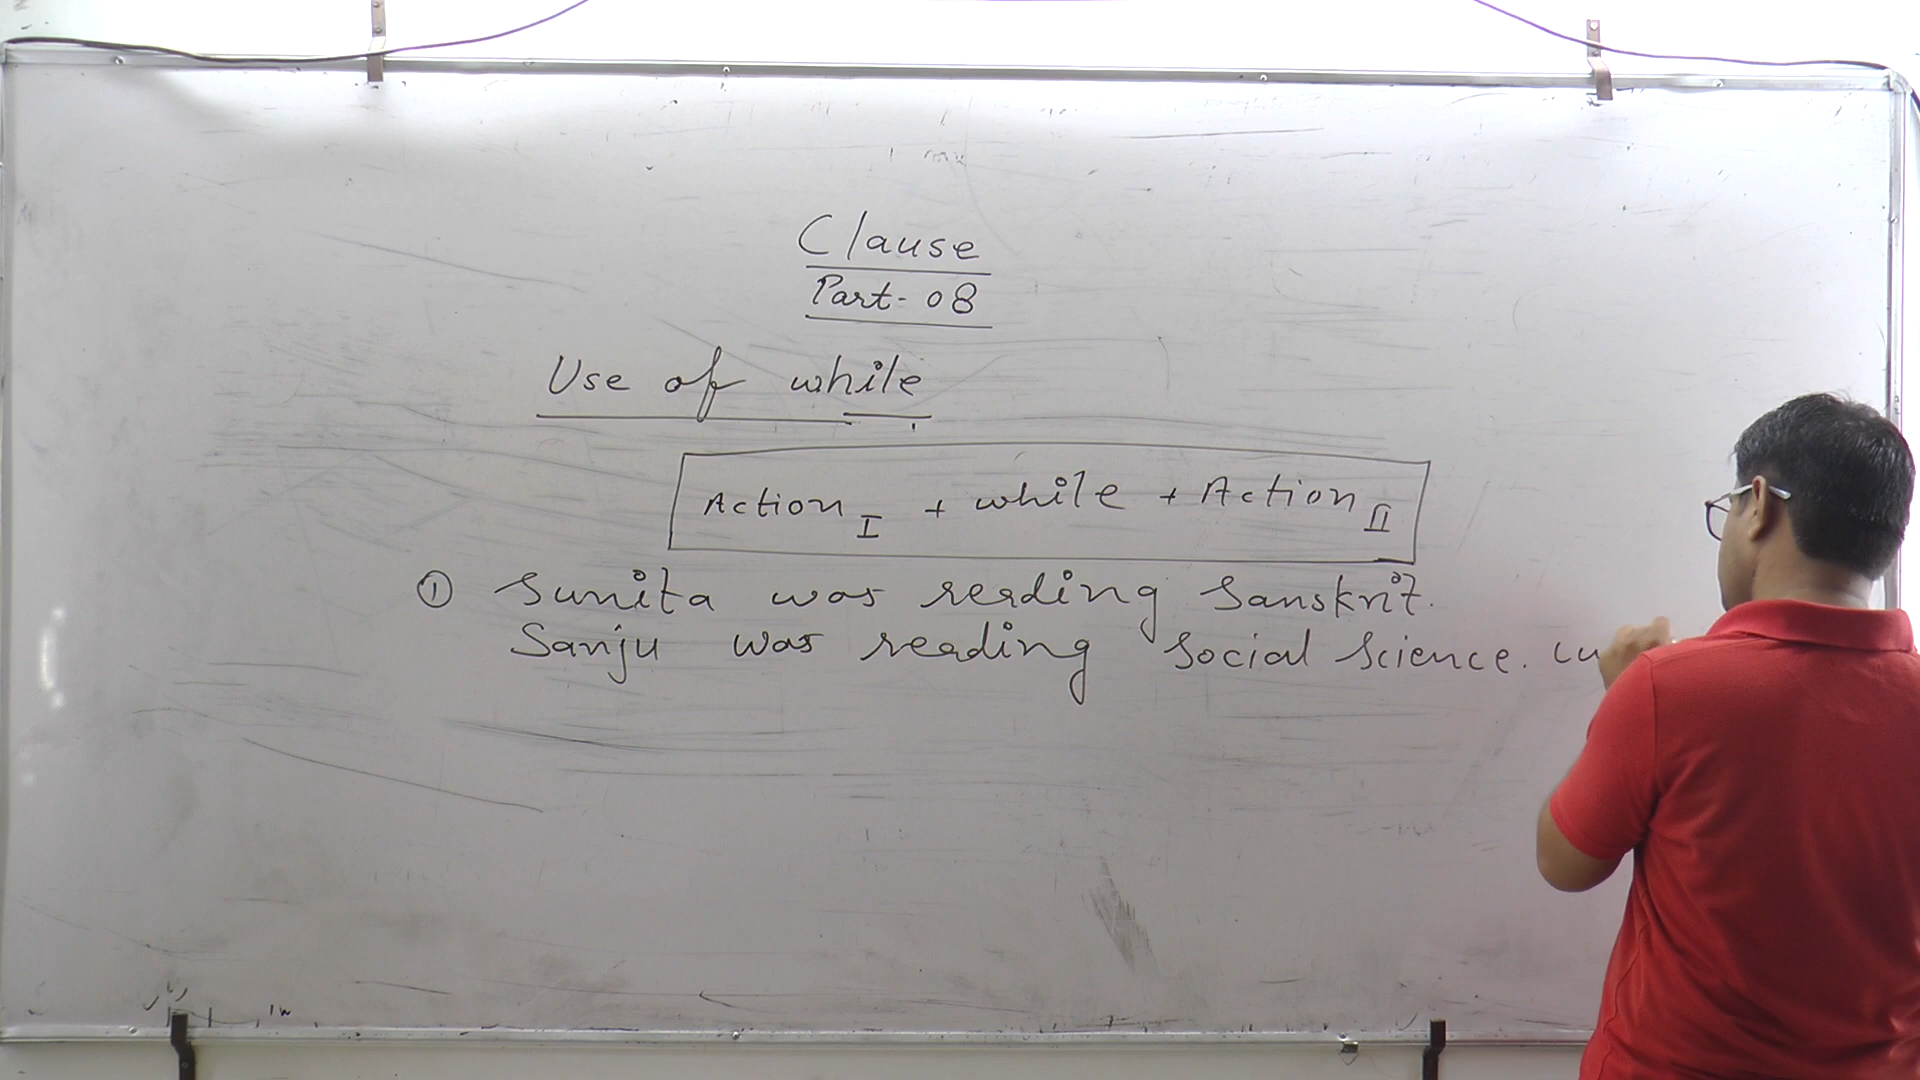 Clause
Part-08
Use of while
Action I + while + Action II
① Sunita was reading Sanskrit.
Sanju was reading Social Science.